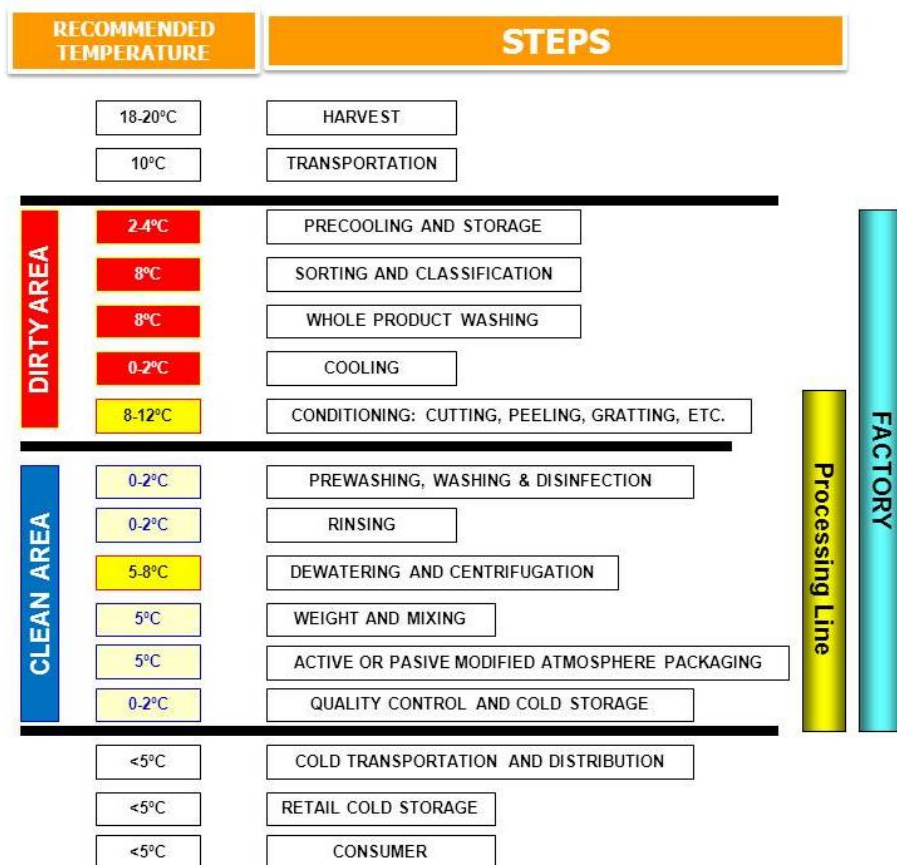 RECOMMENDED
TEMPERATURE
STEPS
18-20ºC
HARVEST
10ºC
TRANSPORTATION
DIRTY AREA
2-4ºC
PRECOOLING AND STORAGE
8ºC
SORTING AND CLASSIFICATION
8ºC
WHOLE PRODUCT WASHING
0-2ºC
COOLING
8-12ºC
CONDITIONING: CUTTING, PEELING, GRATTING, ETC.
CLEAN AREA
0-2ºC
PREWASHING, WASHING & DISINFECTION
0-2ºC
RINSING
5-8ºC
DEWATERING AND CENTRIFUGATION
5ºC
WEIGHT AND MIXING
5ºC
ACTIVE OR PASIVE MODIFIED ATMOSPHERE PACKAGING
0-2ºC
QUALITY CONTROL AND COLD STORAGE
Processing Line
FACTORY
<5ºC
COLD TRANSPORTATION AND DISTRIBUTION
<5ºC
RETAIL COLD STORAGE
<5ºC
CONSUMER